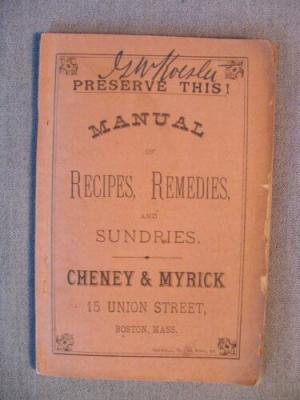 PRESERVE THIS!
MANUAL
OF
RECIPES, REMEDIES,
AND
SUNDRIES.
CHENEY & MYRICK
15 UNION STREET,
BOSTON, MASS.